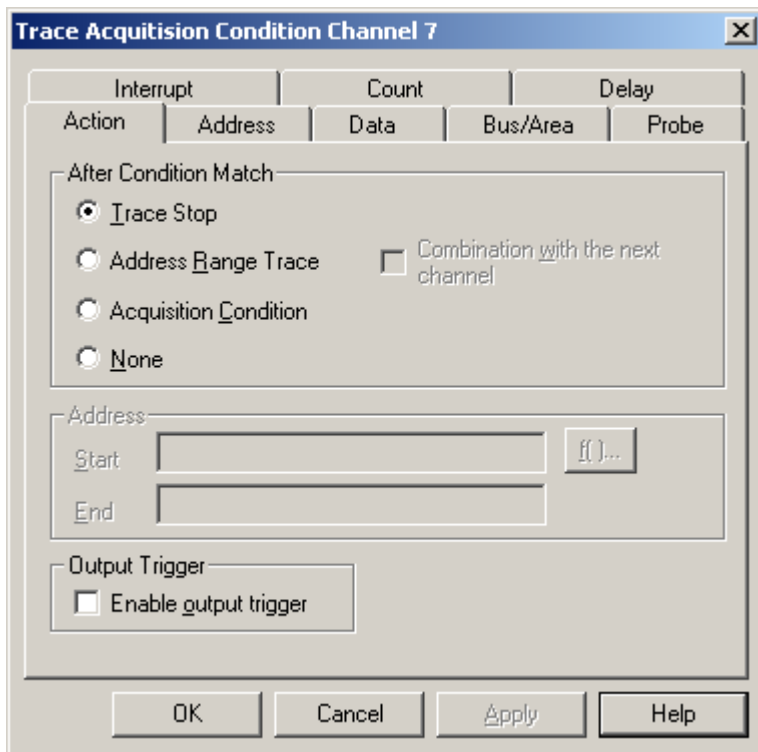 Trace Acquitision Condition Channel 7
Interrupt Count Delay
Action Address Data Bus/Area Probe
After Condition Match
Trace Stop
Address Range Trace
Combination with the next
channel
Acquisition Condition
None
Address
Start
f( )...
End
Output Trigger
Enable output trigger
OK Cancel Apply Help